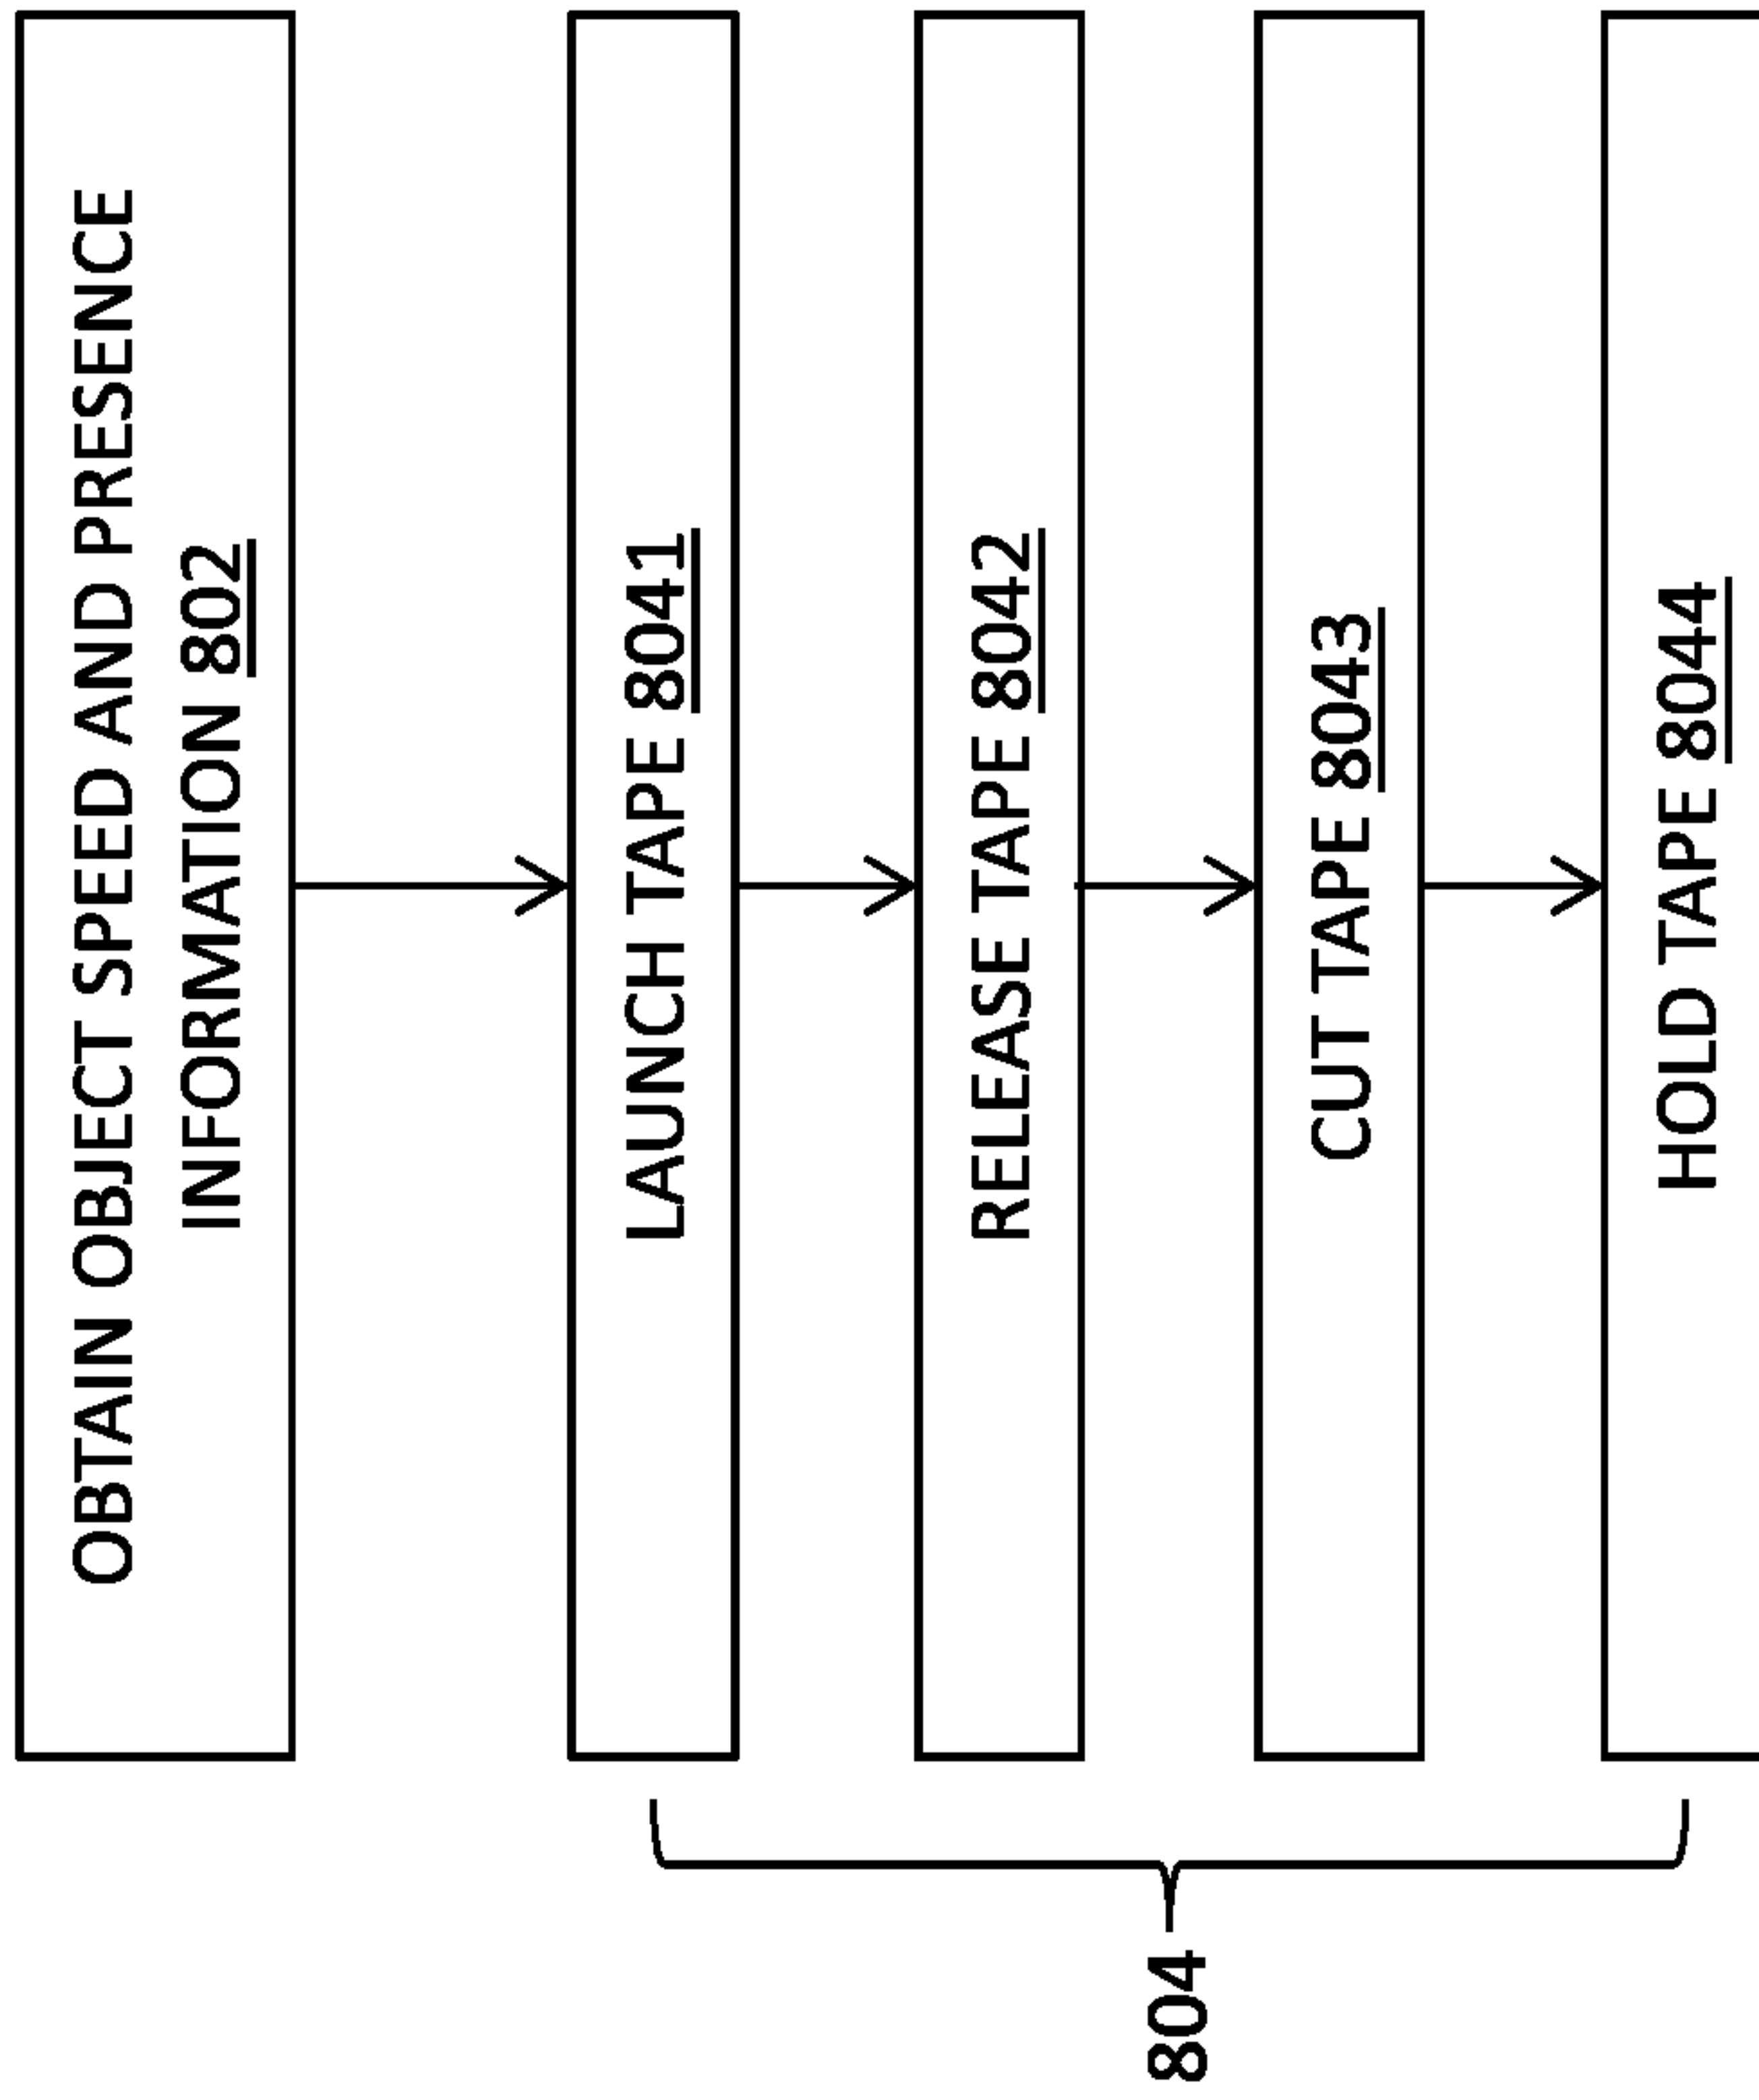 OBTAIN OBJECT SPEED AND PRESENCE
INFORMATION 802
LAUNCH TAPE 8041
RELEASE TAPE 8042
CUT TAPE 8043
HOLD TAPE 8044
804